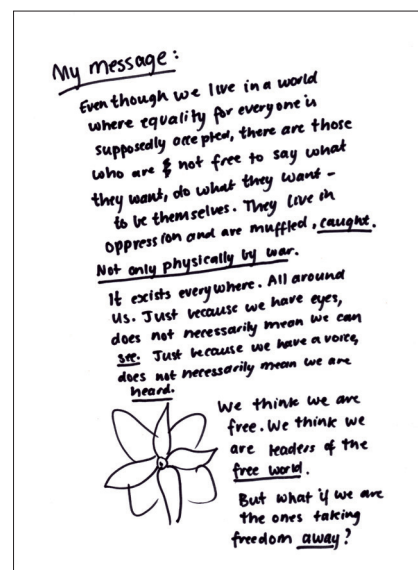 My message:
Even though we live in a world
where equality for everyone is
supposedly accepted, there are those
who are not free to say what
they want, do what they want -
to be themselves. They live in
oppression and are muffled, caught.
Not only physically by war.
It exists everywhere. All around
us. Just because we have eyes,
does not necessarily mean we can
see. Just because we have a voice,
does not necessarily mean we are
heard.
We think we are
free. We think we
are leaders of the
free world.
But what if we are
the ones taking
freedom away?